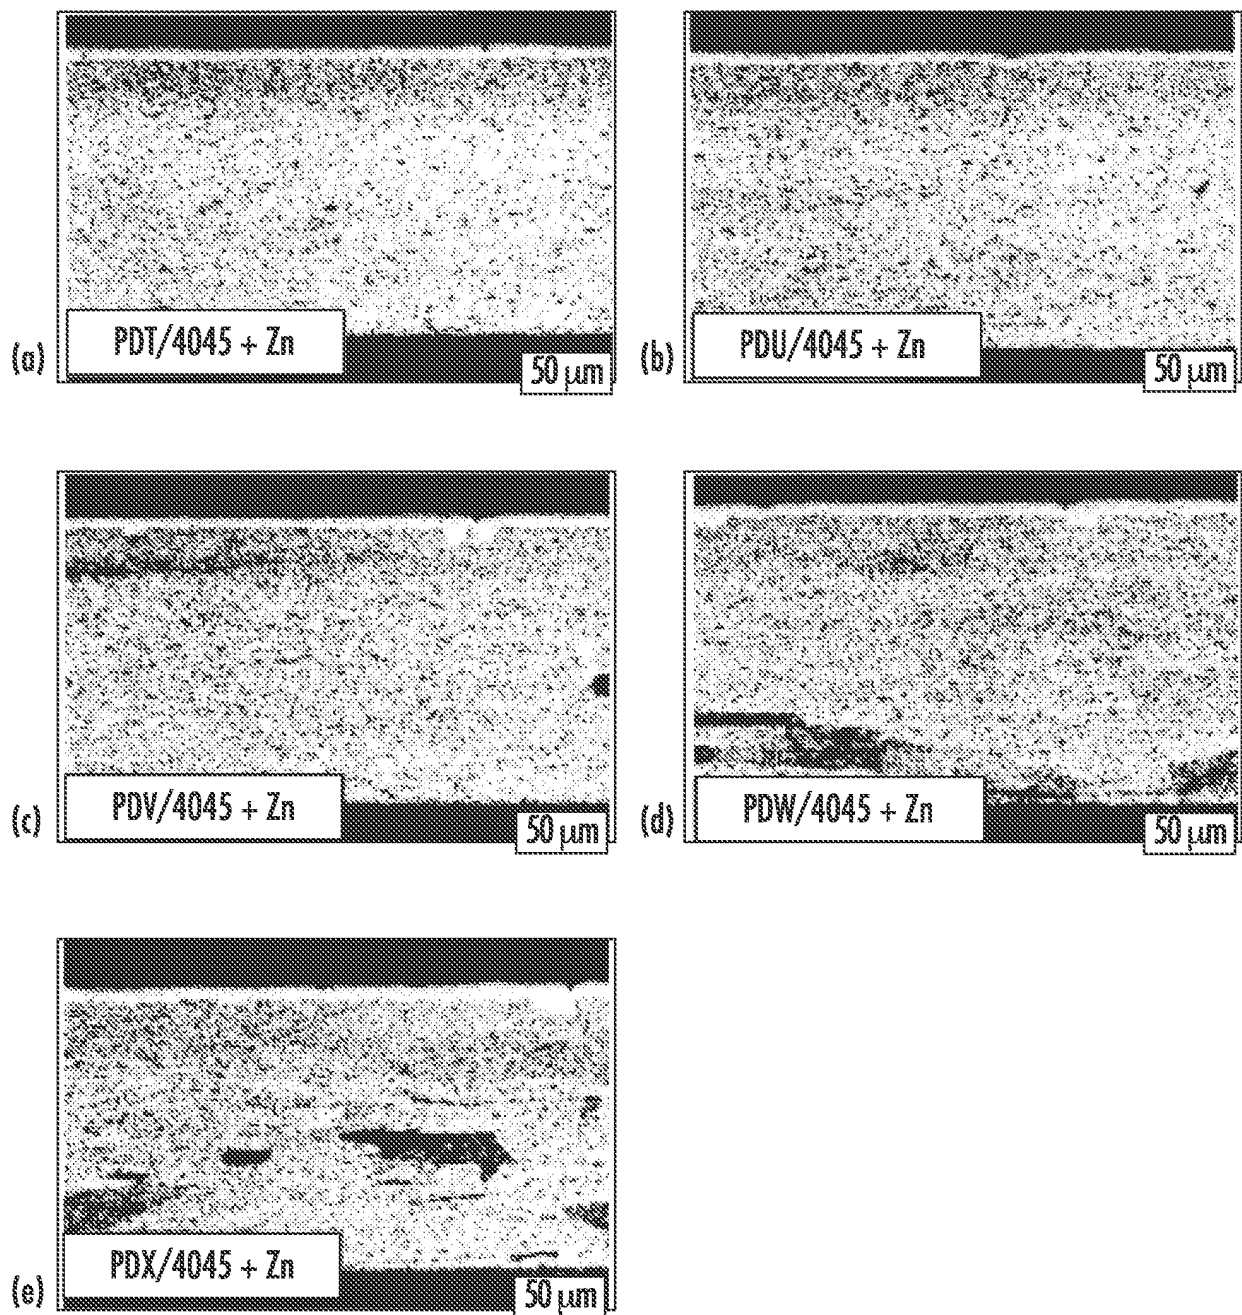 (a)
PDT/4045 + Zn
50 µm
(b)
PDU/4045 + Zn
50 µm
(c)
PDV/4045 + Zn
50 µm
(d)
PDW/4045 + Zn
50 µm
(e)
PDX/4045 + Zn
50 µm